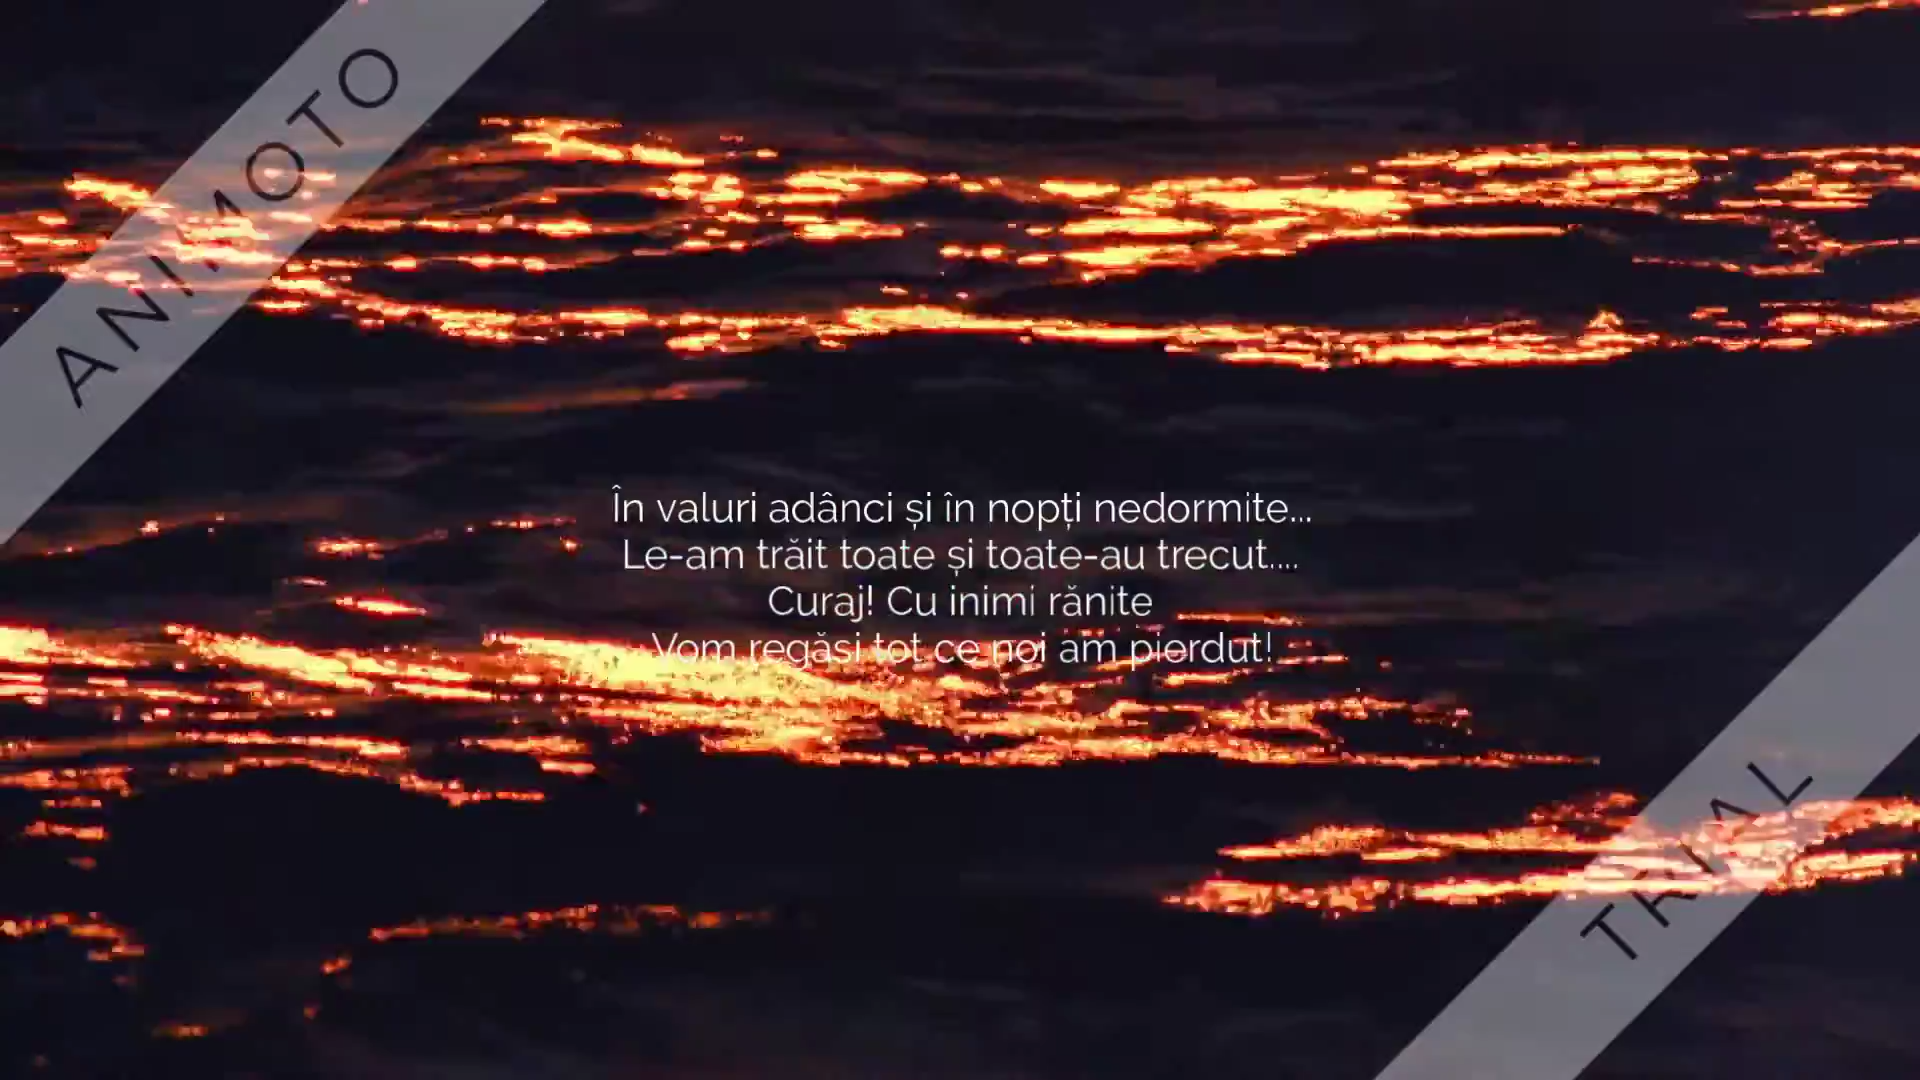 ANIMOTO
În valuri adânci și în nopți nedormite...
Le-am trăit toate și toate-au trecut....
Curaj! Cu inimi rănite
Vom regăsi tot ce noi am pierdut!
TRIAL